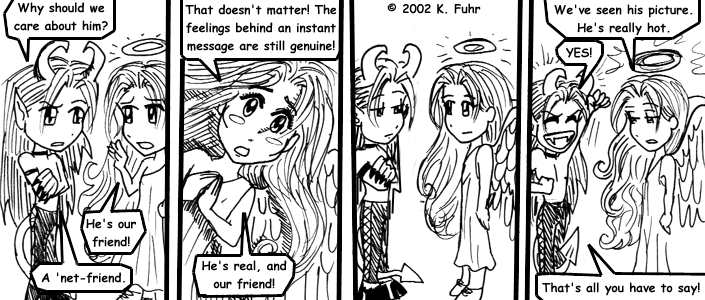 Why should we
care about him?
He's our
friend!
A 'net-friend.
That doesn't matter! The
feelings behind an instant
message are still genuine!
He's real, and
our friend!
© 2002 K. Fuhr
We've seen his picture.
He's really hot.
YES!
That's all you have to say!